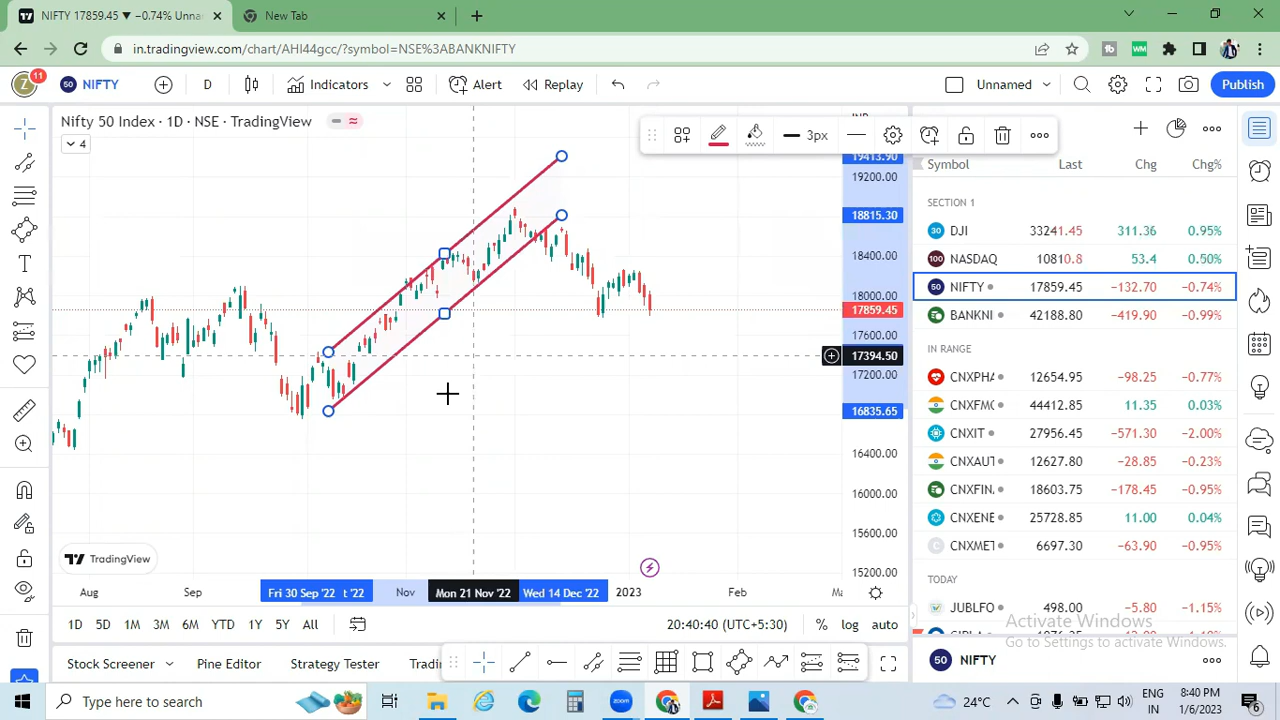 NIFTY 17859.45 ▼ −0.74% Unna
New Tab
in.tradingview.com/chart/AHI44gcc/?symbol=NSE%3ABANKNIFTY
Z 11
50 NIFTY
D
Indicators
Alert
Replay
Unnamed
Publish
Nifty 50 Index · 1D · NSE · TradingView
4
3px
19413.90
19200.00
18815.30
18400.00
18000.00
17859.45
17600.00
17394.50
17200.00
16835.65
16400.00
16000.00
15600.00
15200.00
TradingView
Aug Sep Fri 30 Sep '22 t '22 Nov Mon 21 Nov '22 Wed 14 Dec '22 2023 Feb Ma
1D 5D 1M 3M 6M YTD 1Y 5Y All
20:40:40 (UTC+5:30) % log auto
Stock Screener Pine Editor Strategy Tester Tradi
Symbol Last Chg Chg%
SECTION 1
30 DJI 33241.45 311.36 0.95%
100 NASDAQ 10810.8 53.4 0.50%
50 NIFTY 17859.45 −132.70 −0.74%
BANKNI 42188.80 −419.90 −0.99%
IN RANGE
CNXPHA 12654.95 −98.25 −0.77%
CNXFMC 44412.85 11.35 0.03%
CNXIT 27956.45 −571.30 −2.00%
CNXAUT 12627.80 −28.85 −0.23%
CNXFIN 18603.75 −178.45 −0.95%
CNXENE 25728.85 11.00 0.04%
C CNXMET 6697.30 −63.90 −0.95%
TODAY
JUBLFO 498.00 −5.80 −1.15%
Activate Windows
Go to Settings to activate Windows.
50 NIFTY
Type here to search
zoom
24°C
ENG
IN
8:40 PM
1/6/2023
6